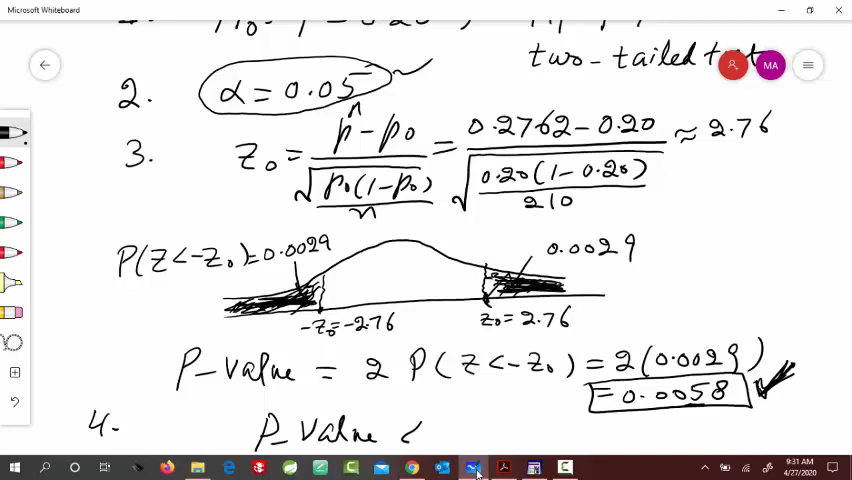 Microsoft Whiteboard
two-tailed test
MA
2. α = 0.05
3. z₀ = p̂ - p₀ / √(p₀(1-p₀)/n) = 0.2762 - 0.20 / √(0.20(1-0.20)/210) ≈ 2.76
P(Z<-Z₀)=0.0029
0.0029
-Z₀=-2.76
Z₀=2.76
P-value = 2 P(Z<-Z₀) = 2(0.0029)
= 0.0058
4. P-value <
9:31 AM
4/27/2020